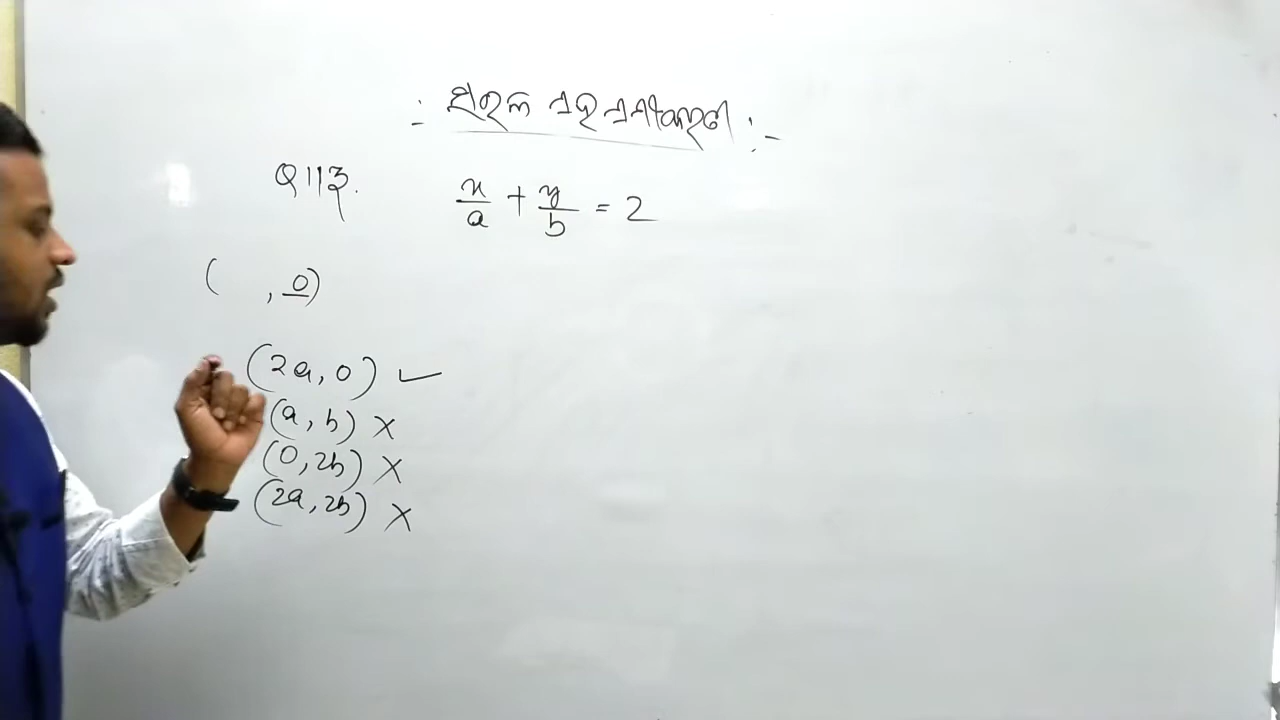 Q113.
x/a + y/b = 2
( , 0)
(2a, 0) ✓
(a, b) ×
(0, 2b) ×
(2a, 2b) ×